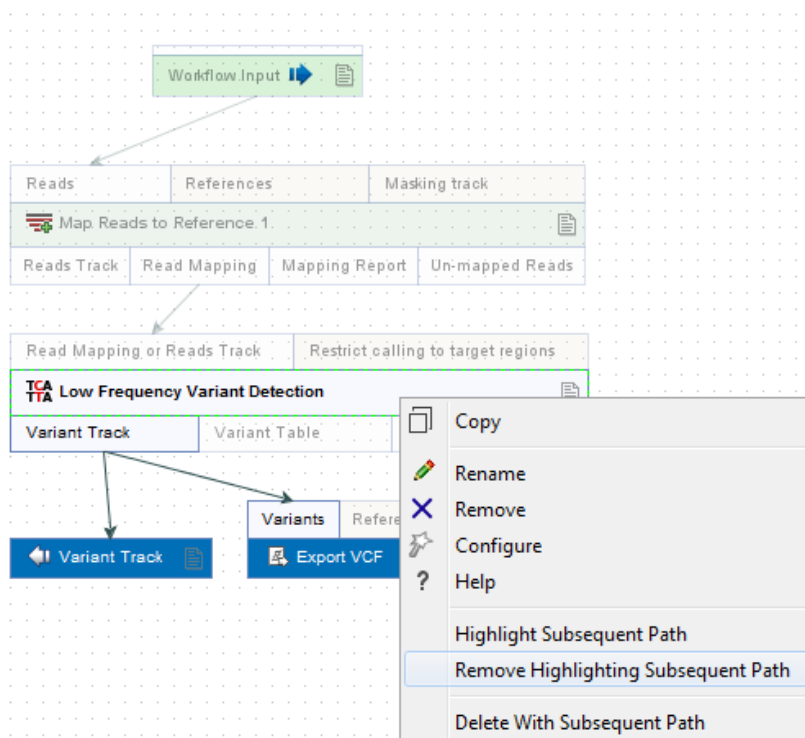 Workflow Input
Reads References Masking track
Map Reads to Reference 1
Reads Track Read Mapping Mapping Report Un-mapped Reads
Read Mapping or Reads Track Restrict calling to target regions
TCA
TTA Low Frequency Variant Detection
Variant Track Variant Table
Variants
Variant Track Export VCF
Copy
Rename
Remove
Configure
? Help
Highlight Subsequent Path
Remove Highlighting Subsequent Path
Delete With Subsequent Path